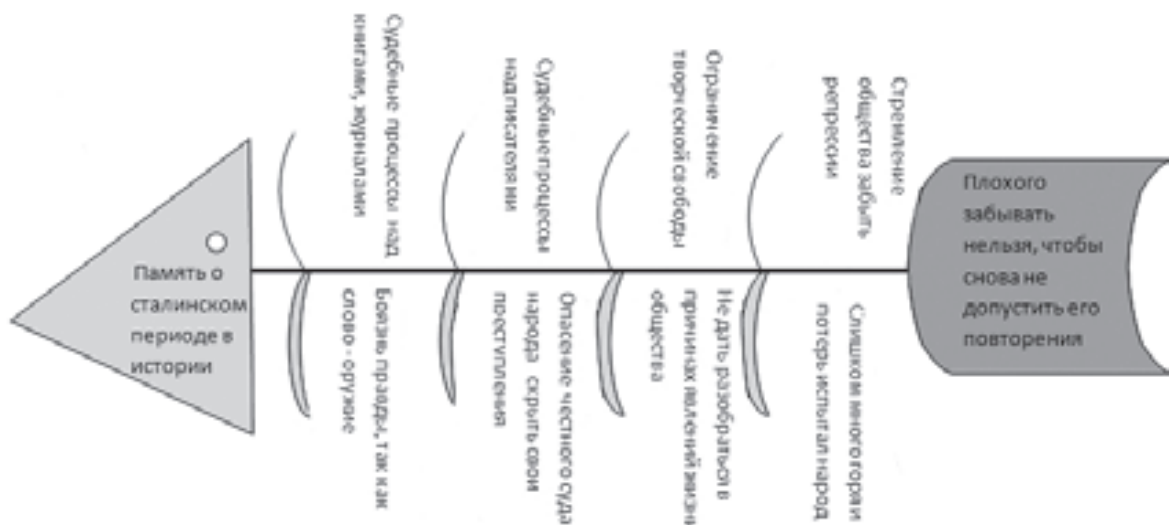 Память о
сталинском
периоде в
истории
Судебные процессы над
книгами, журналами
Судебные процессы
над писателями
Ограничение
творческой свободы
Стремление
общества забыть
репрессии
Боязнь правды, так как
слово - оружие
Опасение честного суда
народа скрыть свои
преступления
Не дать разобраться в
причинах явлений жизни
общества
Слишком много горя и
потерь испытал народ
Плохого
забывать
нельзя, чтобы
снова не
допустить его
повторения